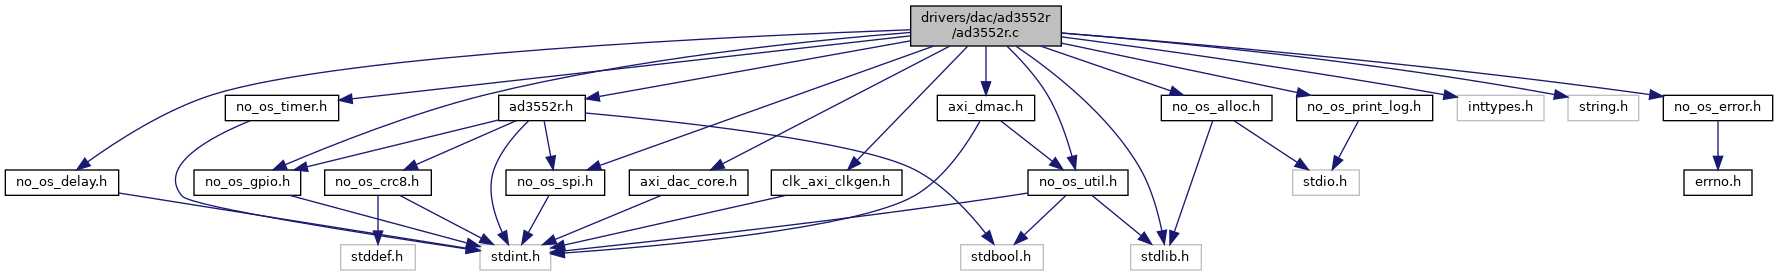 drivers/dac/ad3552r
/ad3552r.c
no_os_timer.h
ad3552r.h
axi_dmac.h
no_os_alloc.h
no_os_print_log.h
inttypes.h
string.h
no_os_error.h
no_os_delay.h
no_os_gpio.h
no_os_crc8.h
no_os_spi.h
axi_dac_core.h
clk_axi_clkgen.h
no_os_util.h
stdio.h
errno.h
stddef.h
stdint.h
stdbool.h
stdlib.h